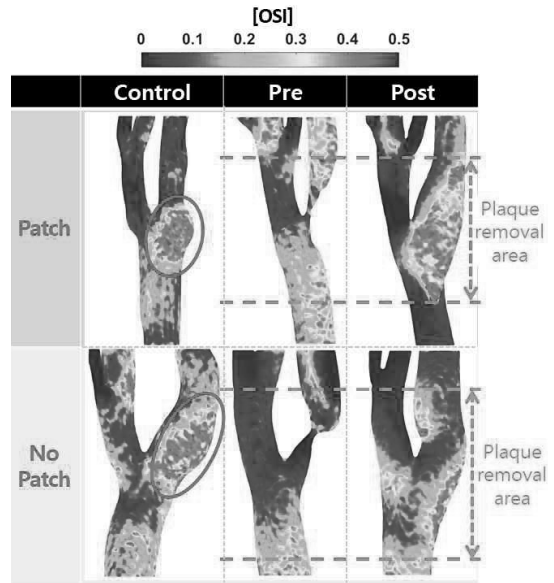 [OSI]
0 0.1 0.2 0.3 0.4 0.5
Control Pre Post
Patch
Plaque
removal
area
No
Patch
Plaque
removal
area